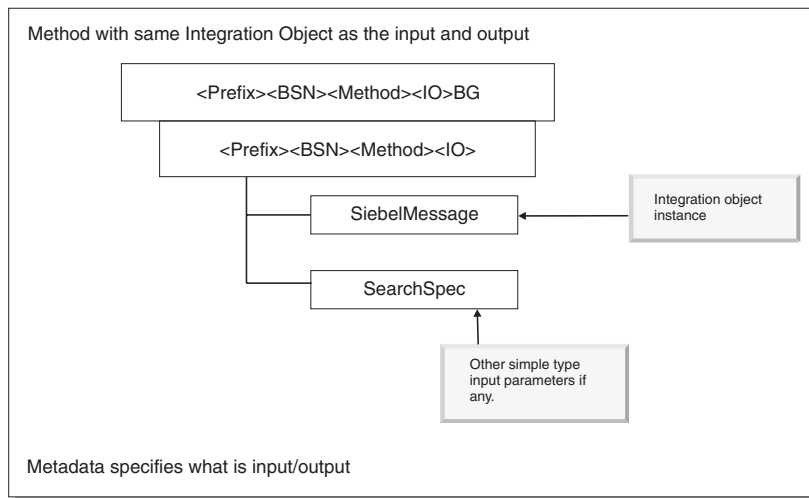 Method with same Integration Object as the input and output
<Prefix><BSN><Method><IO>BG
<Prefix><BSN><Method><IO>
SiebelMessage
Integration object
instance
SearchSpec
Other simple type
input parameters if
any.
Metadata specifies what is input/output